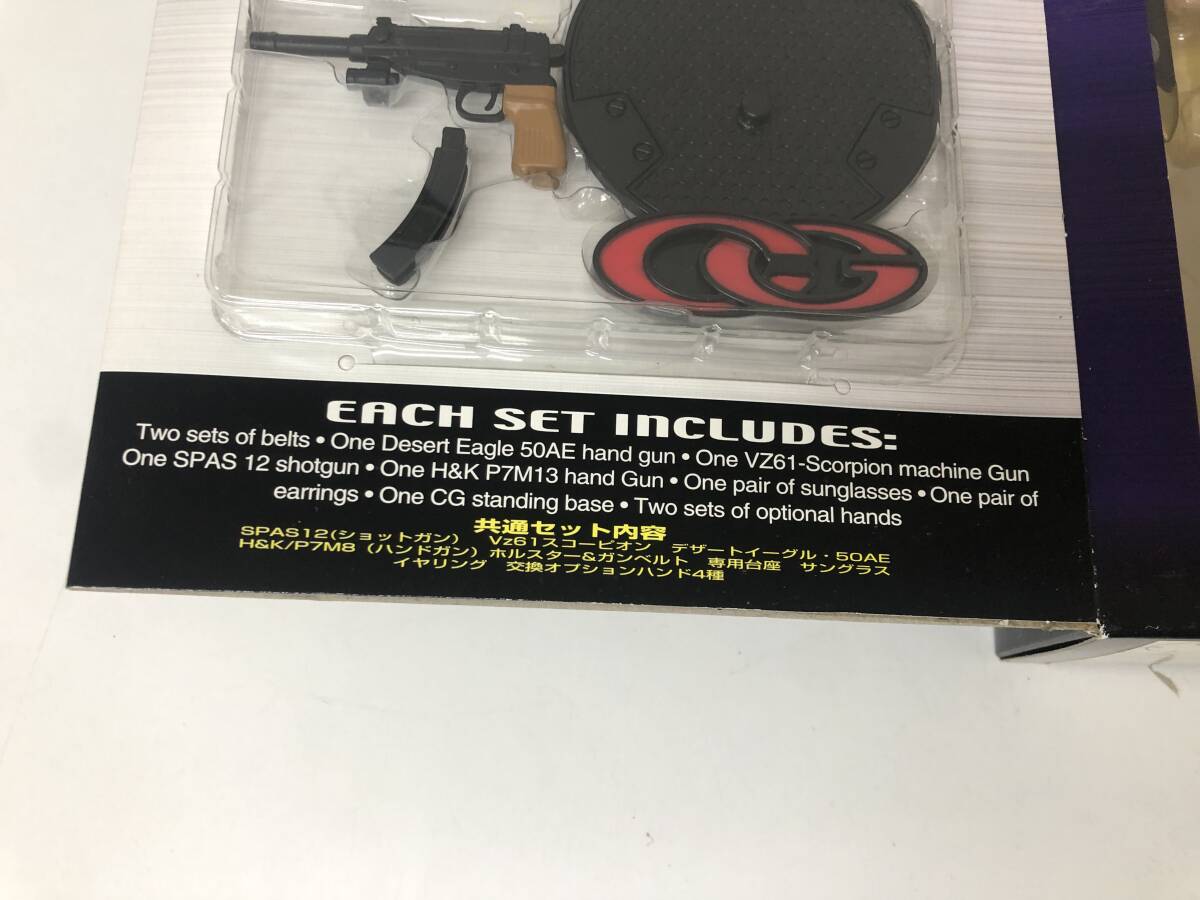 CG
EACH SET INCLUDES:
Two sets of belts • One Desert Eagle 50AE hand gun • One VZ61-Scorpion machine Gun
One SPAS 12 shotgun • One H&K P7M13 hand Gun • One pair of sunglasses • One pair of
earrings • One CG standing base • Two sets of optional hands
共通セット内容
SPAS12(ショットガン) Vz61スコーピオン デザートイーグル・50AE
H&K/P7M8 (ハンドガン) ホルスター&ガンベルト 専用台座 サングラス
イヤリング 交換オプションハンド4種